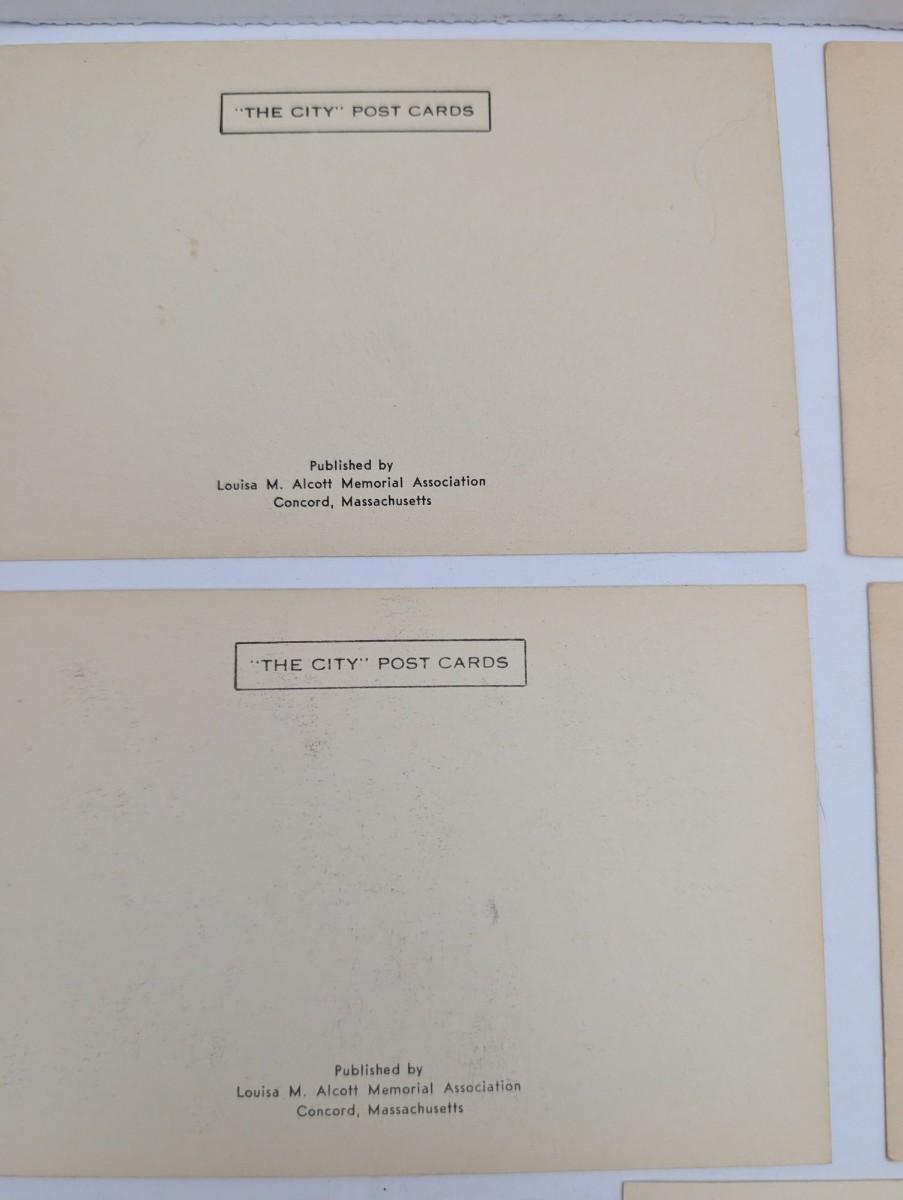 "THE CITY" POST CARDS
Published by
Louisa M. Alcott Memorial Association
Concord, Massachusetts
"THE CITY" POST CARDS
Published by
Louisa M. Alcott Memorial Association
Concord, Massachusetts